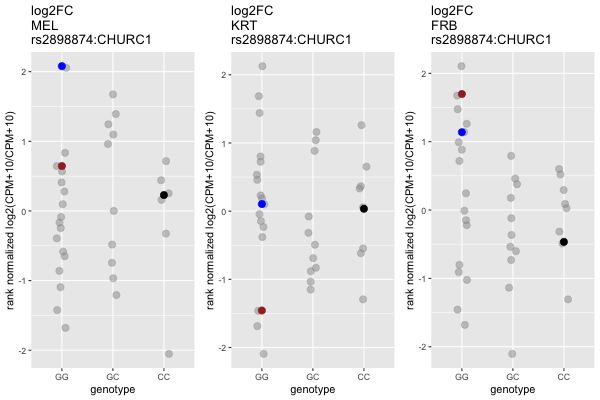 log2FC
MEL
rs2898874:CHURC1
rank normalized log2(CPM+10/CPM+10)
2
1
0
-1
-2
GG
GC
CC
genotype
log2FC
KRT
rs2898874:CHURC1
rank normalized log2(CPM+10/CPM+10)
2
1
0
-1
-2
GG
GC
CC
genotype
log2FC
FRB
rs2898874:CHURC1
rank normalized log2(CPM+10/CPM+10)
2
1
0
-1
-2
GG
GC
CC
genotype